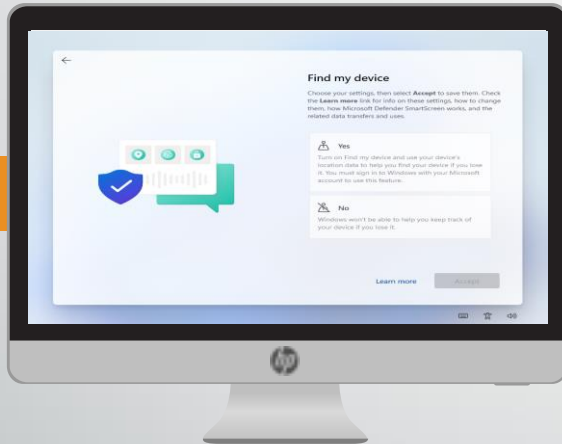 Find my device
Choose your settings, then select Accept to save them. Check
the Learn more link for info on these settings, how to change
them, how Microsoft Defender SmartScreen works, and the
related data transfers and uses.
Yes
Turn on Find my device and use your device's
location data to help you find your device if you lose
it. You must sign in to Windows with your Microsoft
account to use this feature.
No
Windows won't be able to help you keep track of
your device if you lose it.
Learn more
Accept
hp